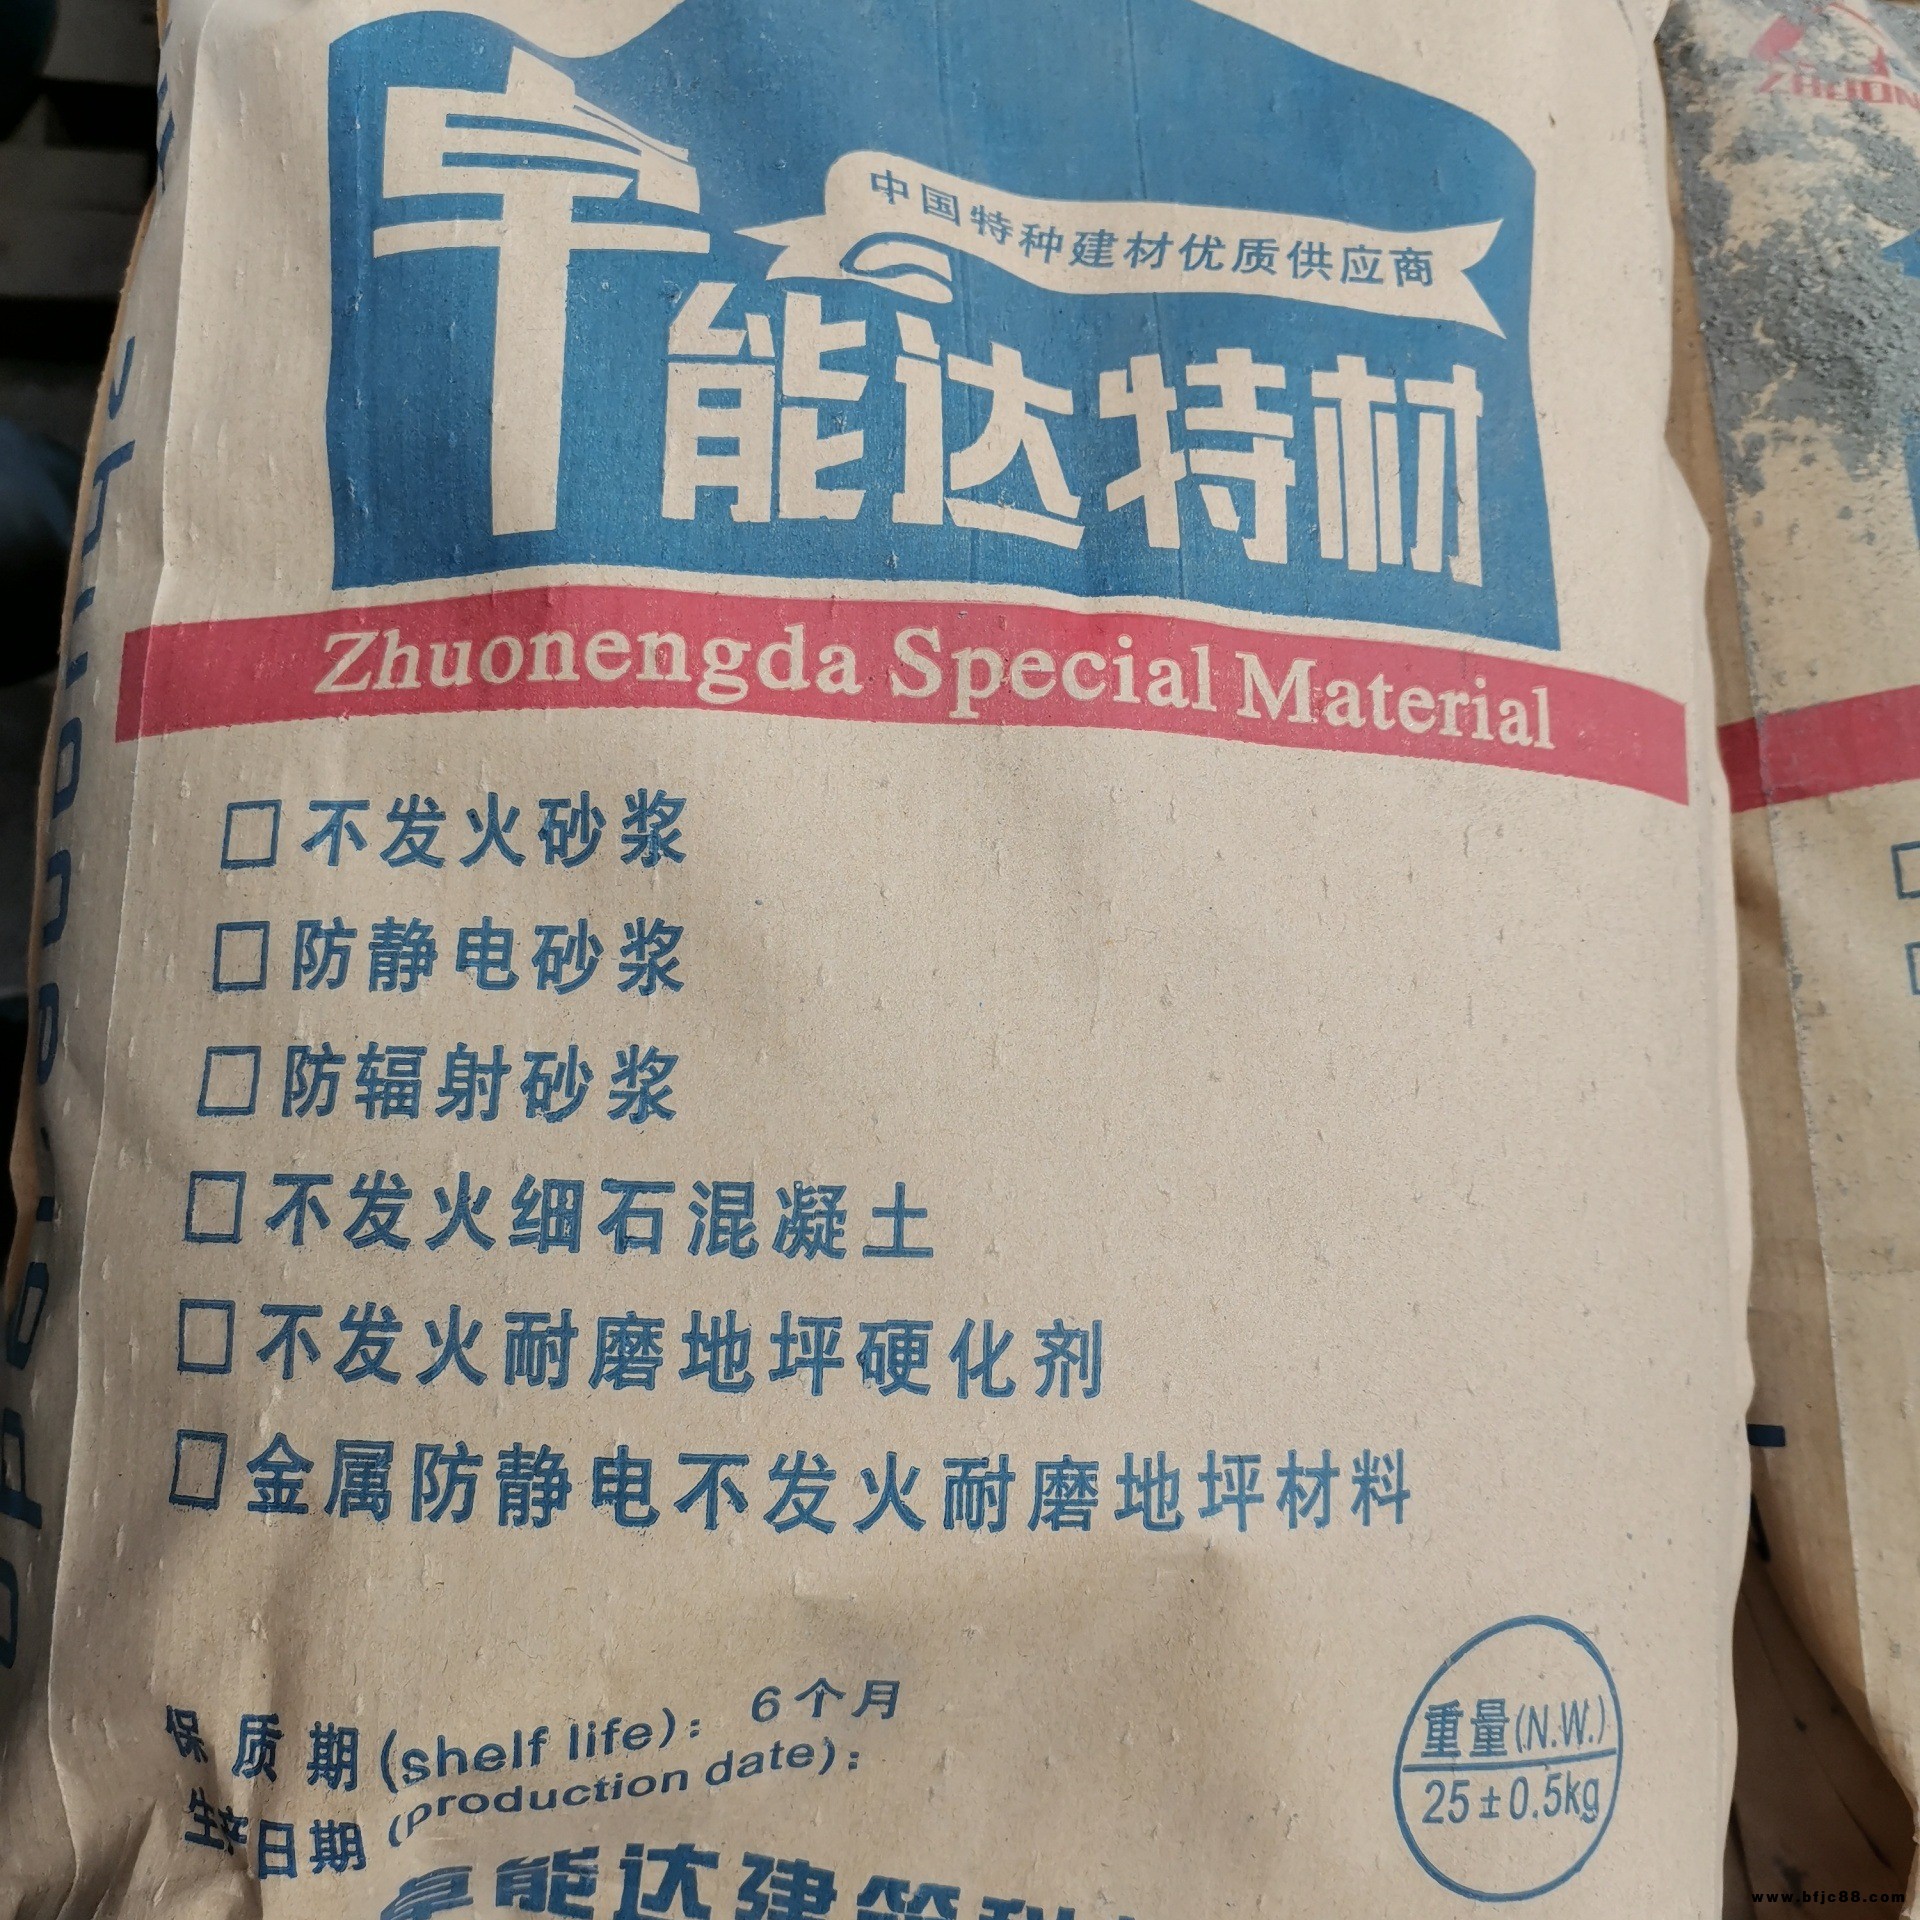 中国特种建材优质供应商
卓能达特材
Zhuonengda Special Material
□不发火砂浆
□防静电砂浆
□防辐射砂浆
□不发火细石混凝土
□不发火耐磨地坪硬化剂
□金属防静电不发火耐磨地坪材料
保质期(shelf life)： 6个月
生产日期(production date)：
重量(N.W.)
25±0.5kg
卓能达建筑科
ZHUON
www.bfjc88.com